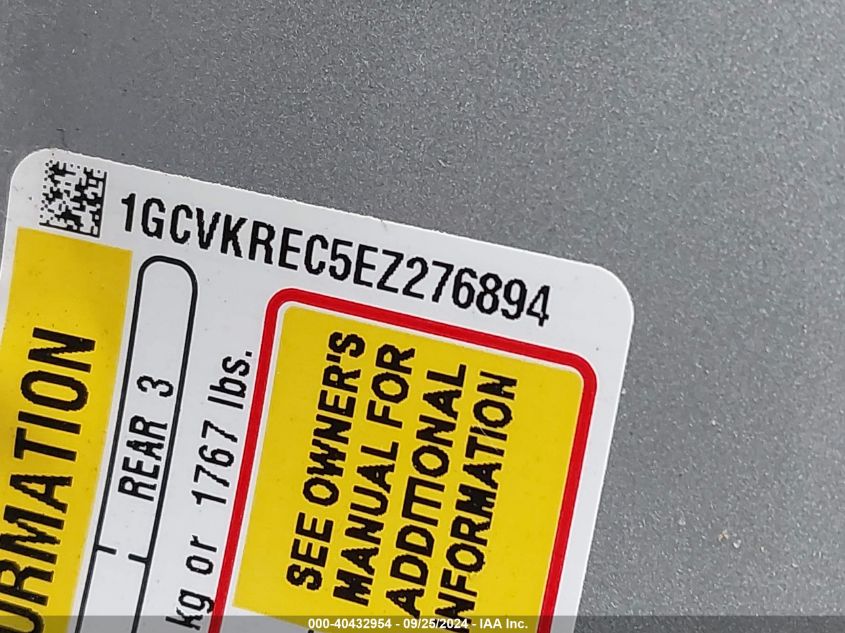 1GCVKREC5EZ276894
ORMATION
REAR 3
kg or 1767 lbs.
SEE OWNER'S
MANUAL FOR
ADDITIONAL
INFORMATION
000-40432954 - 09/25/2024 - IAA Inc.